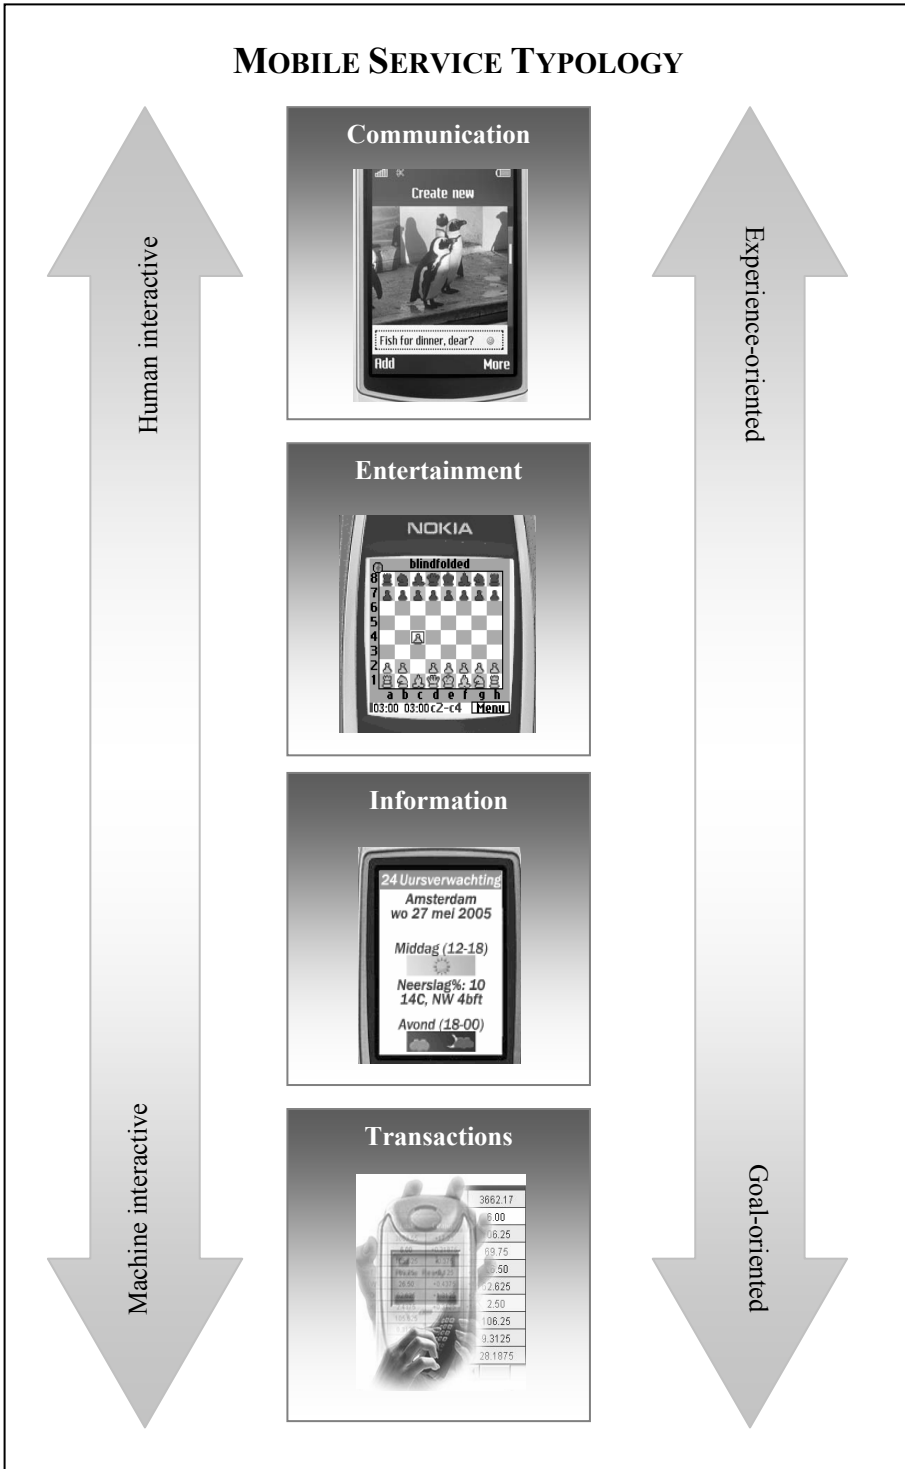 MOBILE SERVICE TYPOLOGY
Human interactive
Machine interactive
Communication
Create new
Fish for dinner, dear?
Add More
Entertainment
NOKIA
blindfolded
8
7
6
5
4
3
2
1
a b c d e f g h
03:00 03:00 c2-c4 Menu
Information
24 Uursverwachting
Amsterdam
wo 27 mei 2005
Middag (12-18)
Neerslag%: 10
14C, NW 4bft
Avond (18-00)
Transactions
3662.17
6.00
06.25
69.75
.50
2.625
2.50
106.25
9.3125
28.1875
Experience-oriented
Goal-oriented